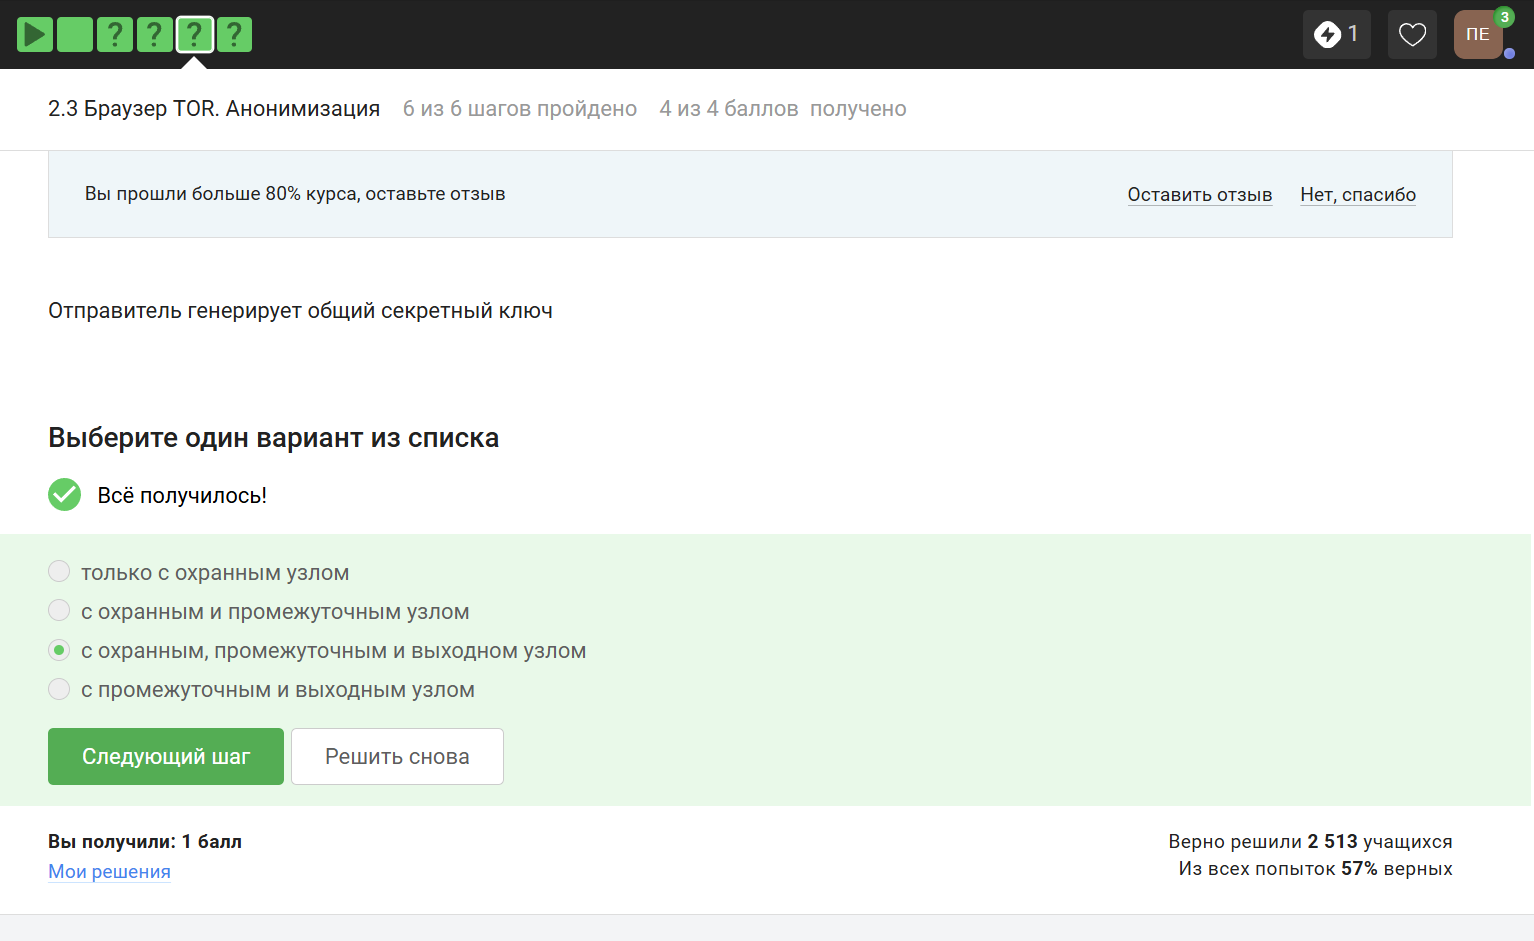 ? ? ? ?
1
ПЕ
3
2.3 Браузер TOR. Анонимизация 6 из 6 шагов пройдено 4 из 4 баллов получено
Вы прошли больше 80% курса, оставьте отзыв Оставить отзыв Нет, спасибо
Отправитель генерирует общий секретный ключ
Выберите один вариант из списка
Всё получилось!
только с охранным узлом
с охранным и промежуточным узлом
с охранным, промежуточным и выходном узлом
с промежуточным и выходным узлом
Следующий шаг Решить снова
Вы получили: 1 балл
Мои решения
Верно решили 2 513 учащихся
Из всех попыток 57% верных